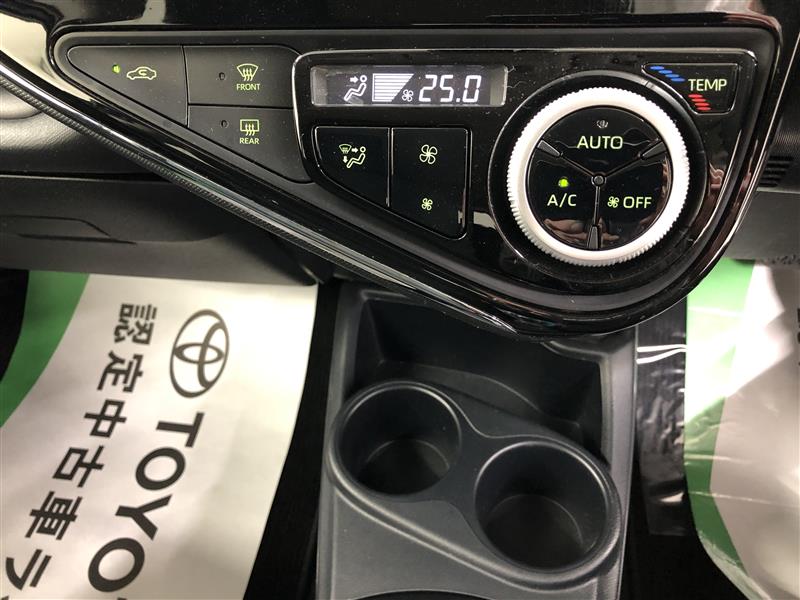 FRONT
REAR
25.0
TEMP
AUTO
A/C
OFF
TOYO
認定中古車